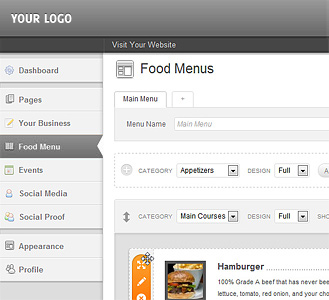 YOUR LOGO
Visit Your Website
Dashboard
Pages
Your Business
Food Menu
Events
Social Media
Social Proof
Appearance
Profile
Food Menus
Main Menu +
Menu Name Main Menu
CATEGORY Appetizers DESIGN Full
CATEGORY Main Courses DESIGN Full
Hamburger
100% Grade A beef that has never bee
lettuce, tomato, red onion, and your cho